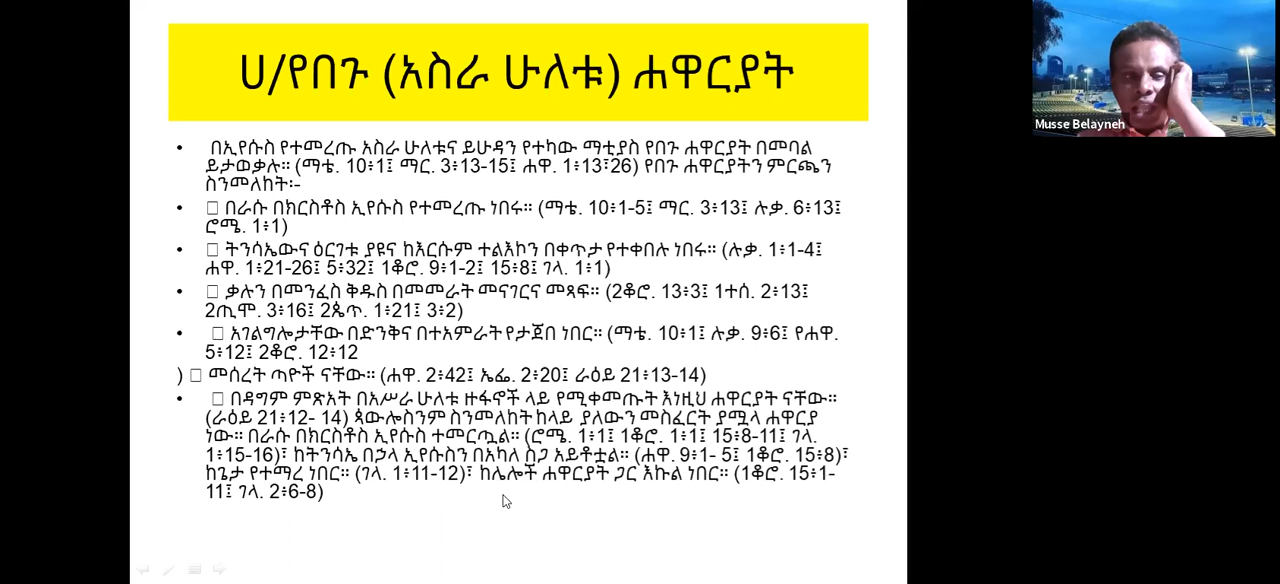 ሀ/የበጉ (አስራ ሁለቱ) ሐዋርያት
• በኢየሱስ የተመረጡ አስራ ሁለቱና ይሁዳን የተካው ማቲያስ የበጉ ሐዋርያት በመባል
ይታወቃሉ። (ማቴ. 10፥1፤ ማር. 3፥13-15፤ ሐዋ. 1፥13፣26) የበጉ ሐዋርያትን ምርጫን
ስንመለከት፡-
• □ በራሱ በክርስቶስ ኢየሱስ የተመረጡ ነበሩ። (ማቴ. 10፥1-5፤ ማር. 3፥13፤ ሉቃ. 6፥13፤
ሮሜ. 1፥1)
• □ ትንሳኤውና ዕርገቱ ያዩና ከእርሱም ተልእኮን በቀጥታ የተቀበሉ ነበሩ። (ሉቃ. 1፥1-4፤
ሐዋ. 1፥21-26፤ 5፥32፤ 1ቆሮ. 9፥1-2፤ 15፥8፤ ገላ. 1፥1)
• □ ቃሉን በመንፈስ ቅዱስ በመመራት መናገርና መጻፍ። (2ቆሮ. 13፥3፤ 1ተሰ. 2፥13፤
2ጢሞ. 3፥16፤ 2ጴጥ. 1፥21፤ 3፥2)
• □ አገልግሎታቸው በድንቅና በተአምራት የታጀበ ነበር። (ማቴ. 10፥1፤ ሉቃ. 9፥6፤ የሐዋ.
5፥12፤ 2ቆሮ. 12፥12
) □ መሰረት ጣዮች ናቸው። (ሐዋ. 2፥42፤ ኤፌ. 2፥20፤ ራዕይ 21፥13-14)
• □ በዳግም ምጽአት በአሥራ ሁለቱ ዙፋኖች ላይ የሚቀመጡት እነዚህ ሐዋርያት ናቸው።
(ራዕይ 21፥12- 14) ጳውሎስንም ስንመለከት ከላይ ያለውን መስፈርት ያሟላ ሐዋርያ
ነው። በራሱ በክርስቶስ ኢየሱስ ተመርጧል። (ሮሜ. 1፥1፤ 1ቆሮ. 1፥1፤ 15፥8-11፤ ገላ.
1፥15-16)፣ ከትንሳኤ በኃላ ኢየሱስን በአካለ ስጋ አይቶቷል። (ሐዋ. 9፥1- 5፤ 1ቆሮ. 15፥8)፣
ከጌታ የተማረ ነበር። (ገላ. 1፥11-12)፣ ከሌሎች ሐዋርያት ጋር እኩል ነበር። (1ቆሮ. 15፥1-
11፤ ገላ. 2፥6-8)
Musse Belayneh